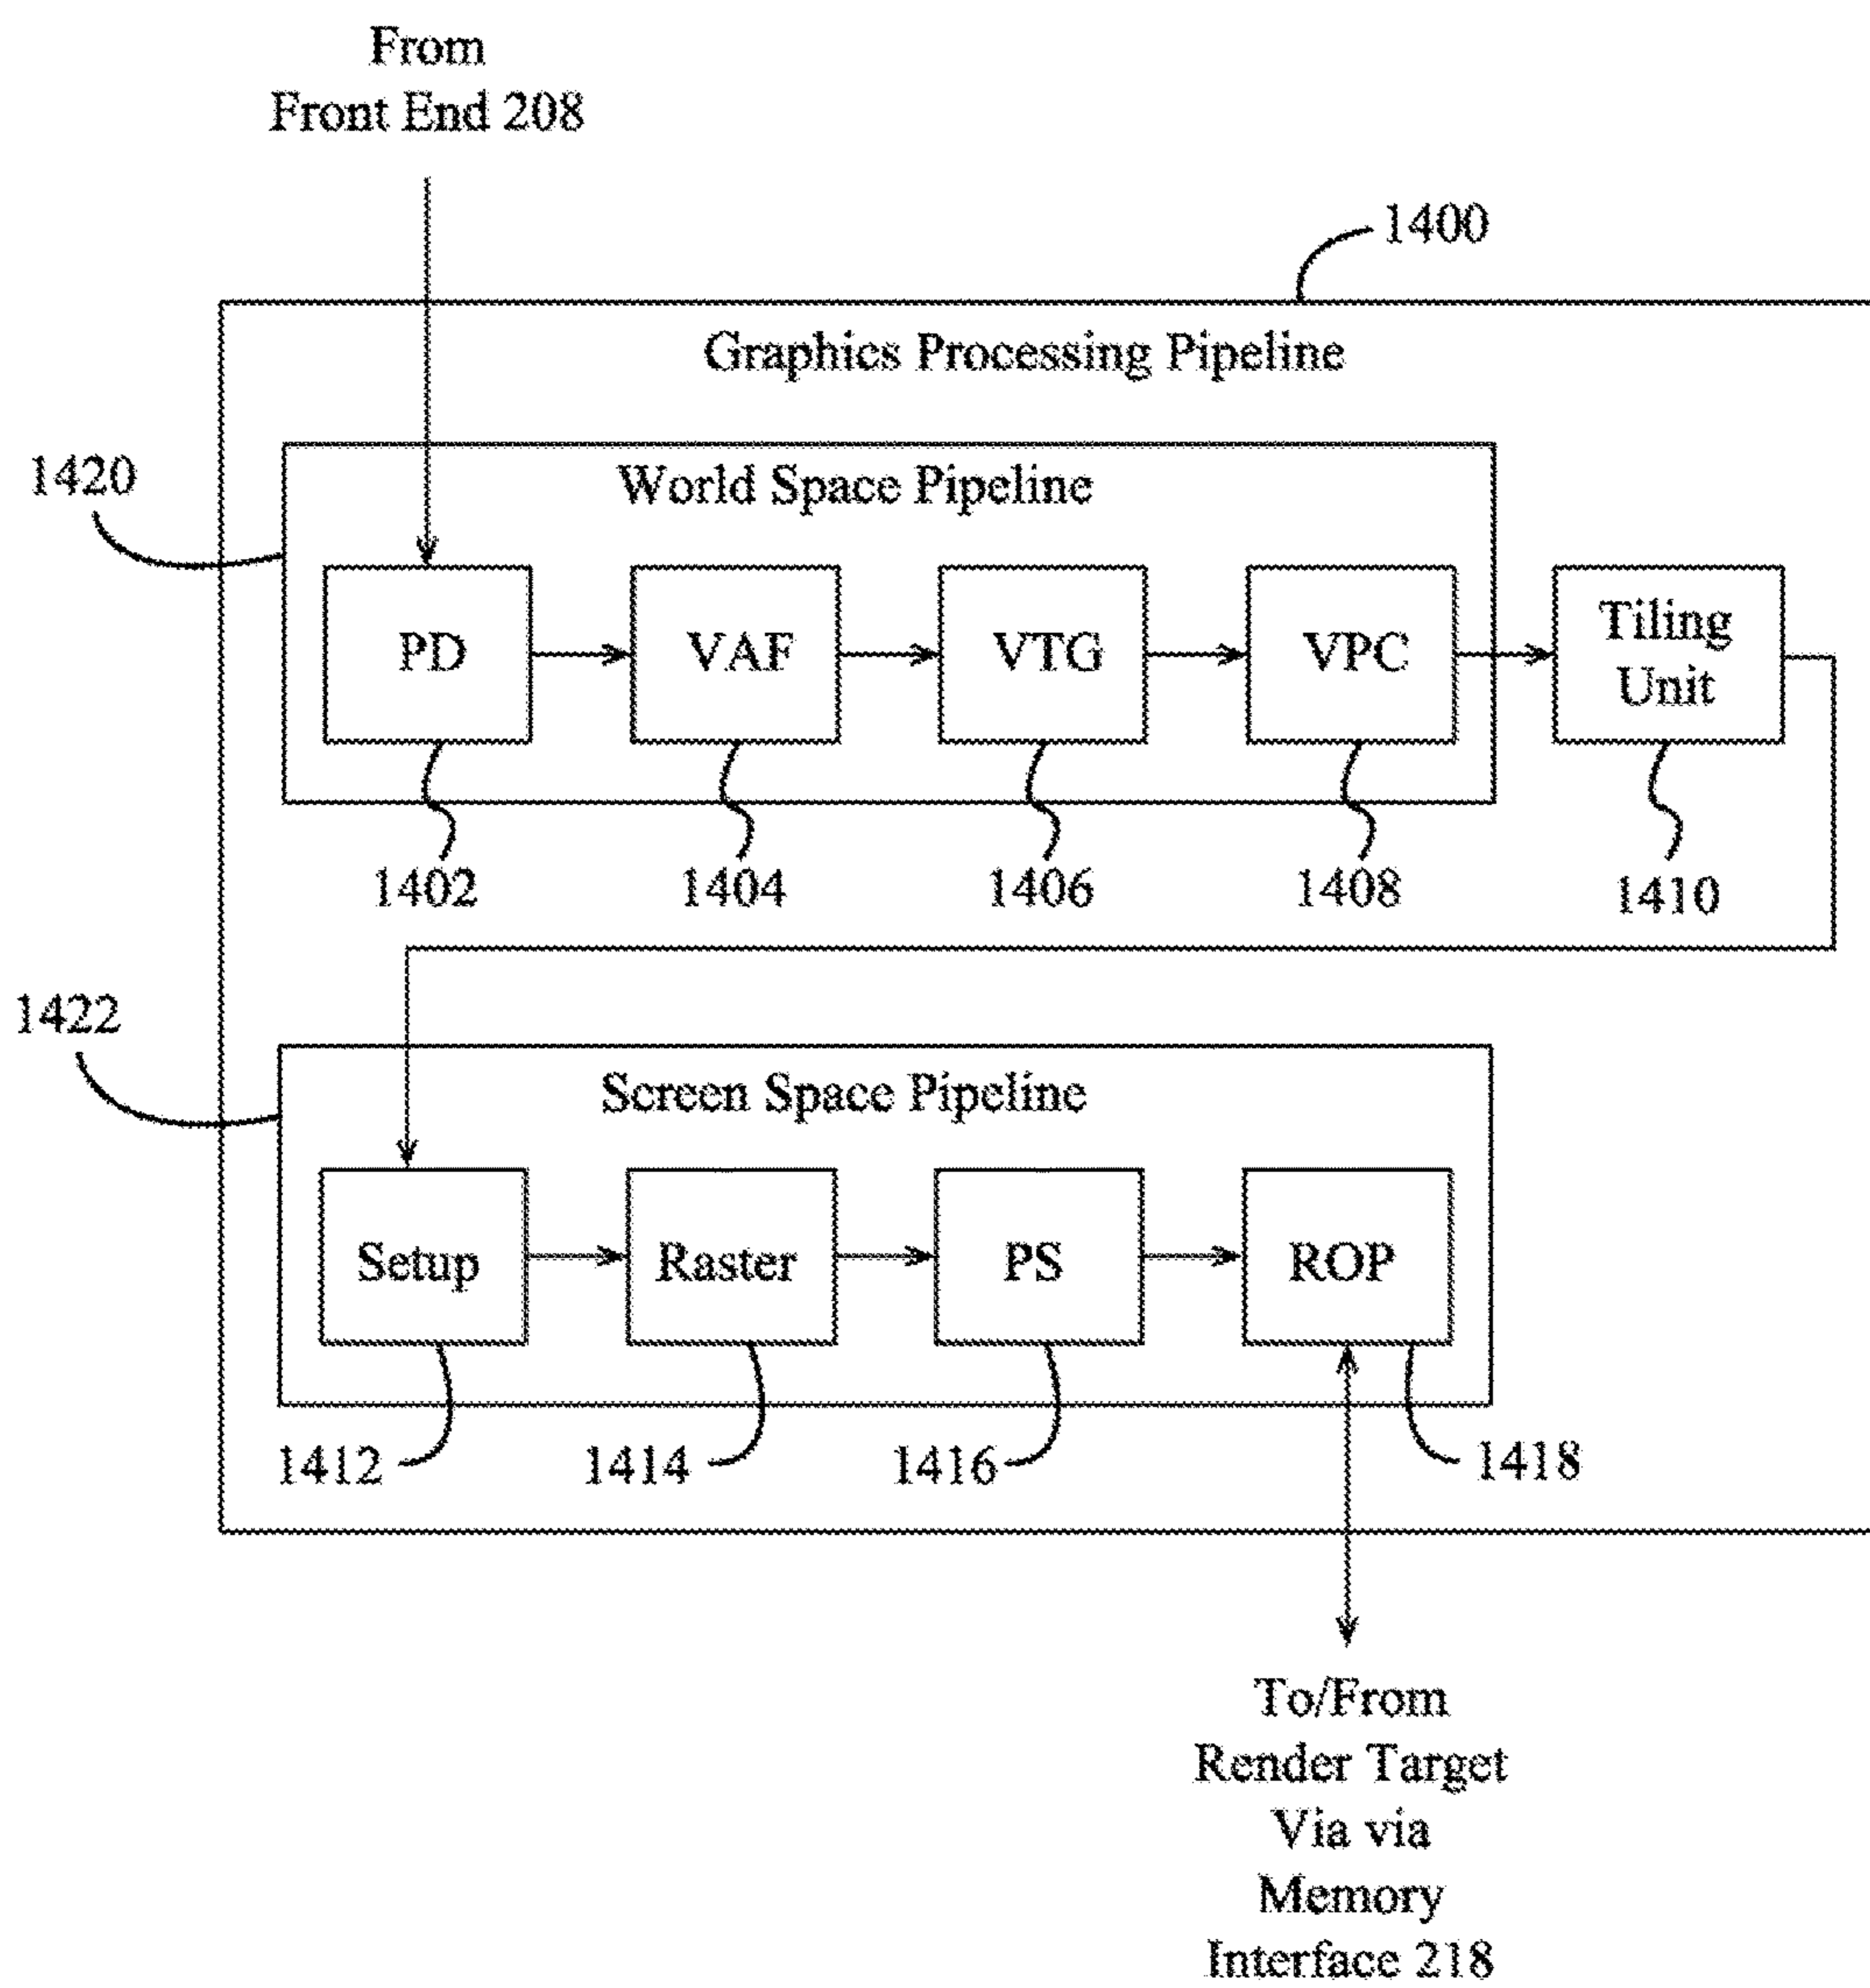 From
Front End 208
1400
Graphics Processing Pipeline
1420
World Space Pipeline
PD
VAF
VTG
VPC
Tiling
Unit
1402
1404
1406
1408
1410
1422
Screen Space Pipeline
Setup
Raster
PS
ROP
1412
1414
1416
1418
To/From
Render Target
Via via
Memory
Interface 218